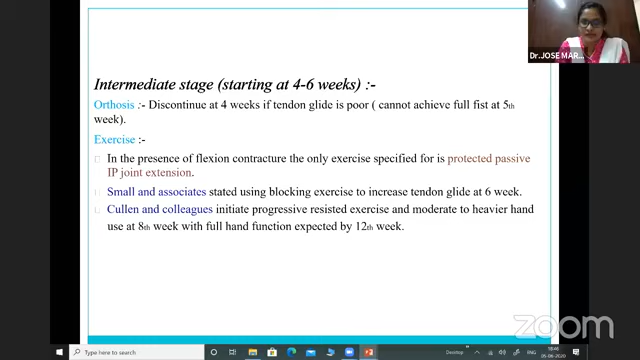 Dr.JOSE MAR...
Intermediate stage (starting at 4-6 weeks) :-
Orthosis :- Discontinue at 4 weeks if tendon glide is poor ( cannot achieve full fist at 5th
week).
Exercise :-
In the presence of flexion contracture the only exercise specified for is protected passive
IP joint extension.
Small and associates stated using blocking exercise to increase tendon glide at 6 week.
Cullen and colleagues initiate progressive resisted exercise and moderate to heavier hand
use at 8th week with full hand function expected by 12th week.
zoom
Type here to search
Desktop
ENG